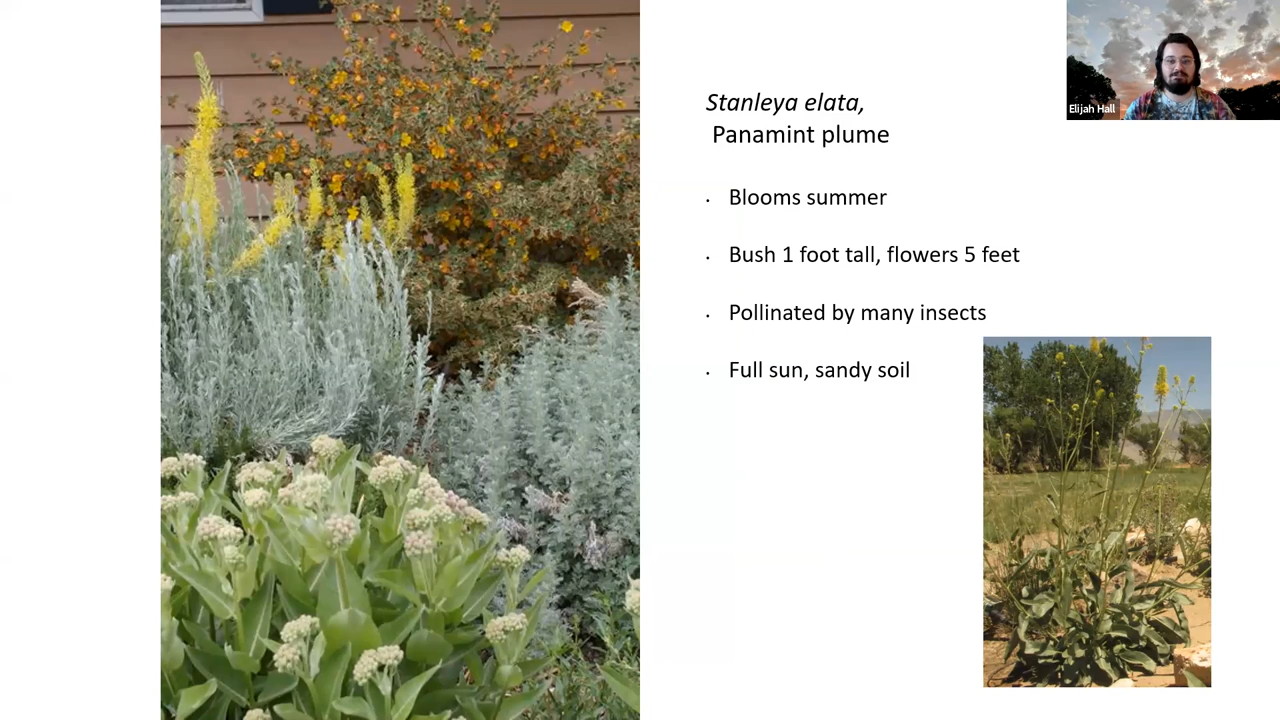 Stanleya elata,
Panamint plume
• Blooms summer
• Bush 1 foot tall, flowers 5 feet
• Pollinated by many insects
• Full sun, sandy soil
Elijah Hall